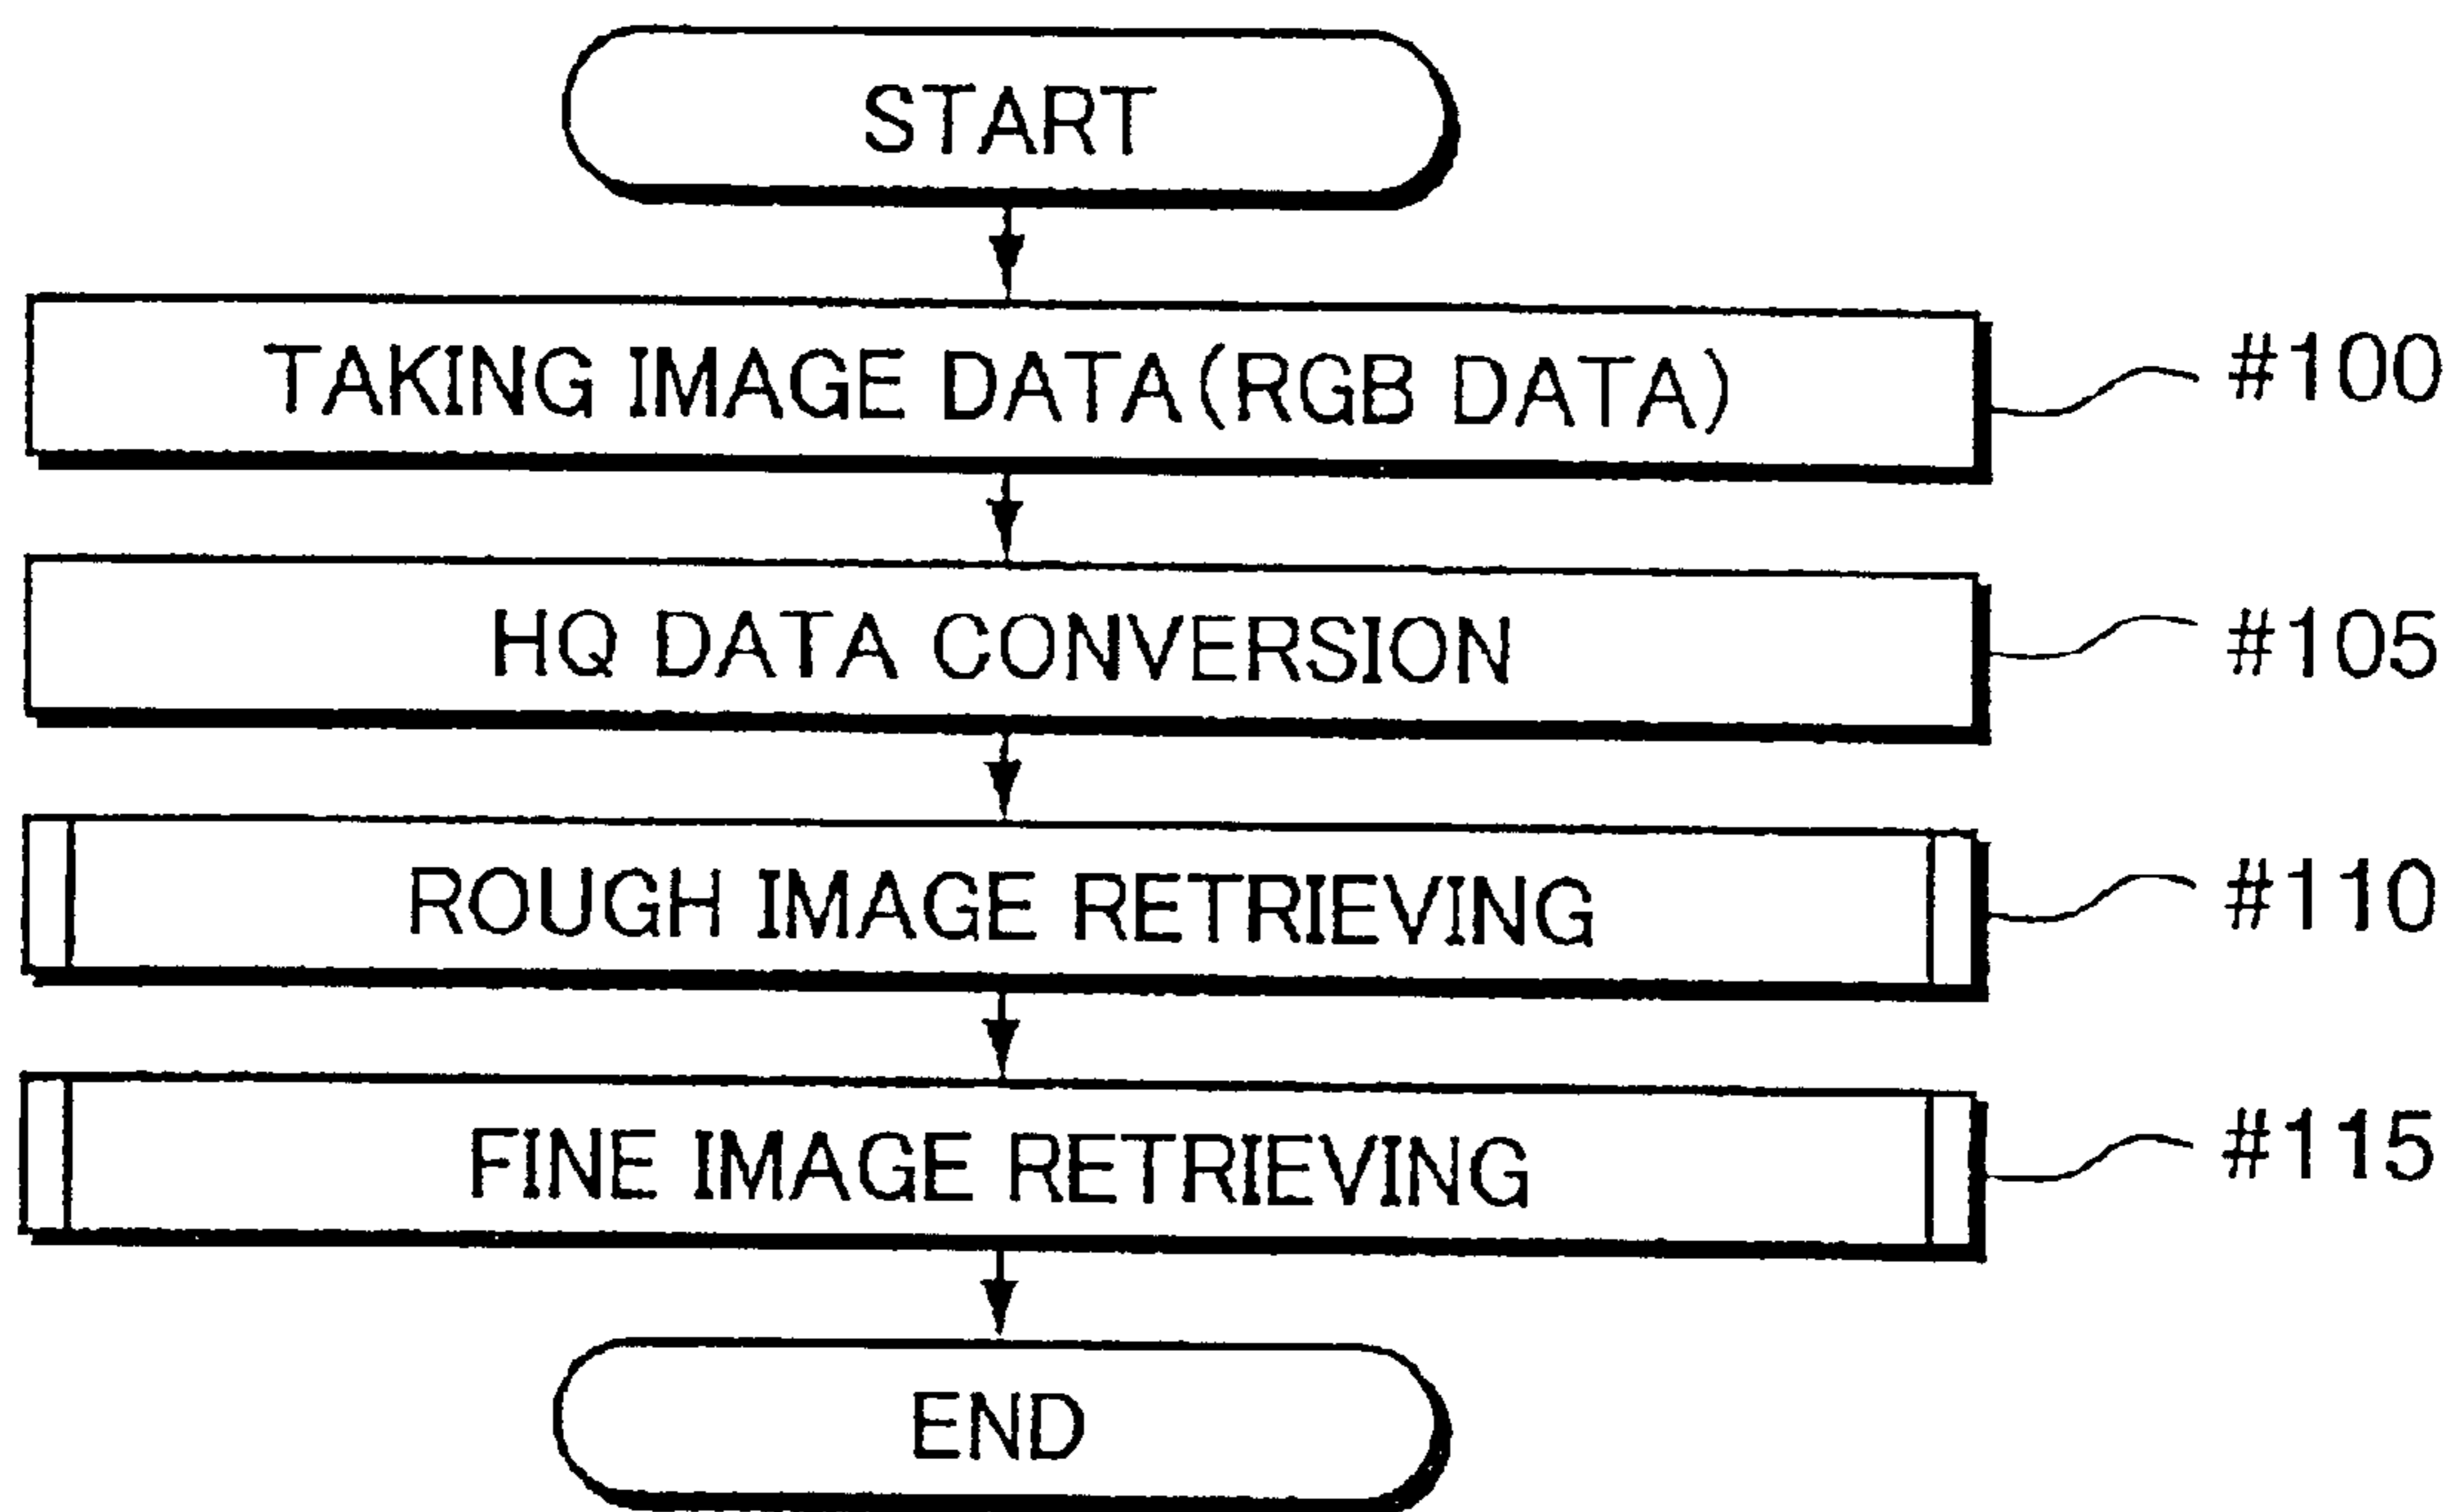 START
TAKING IMAGE DATA(RGB DATA)
#100
HQ DATA CONVERSION
#105
ROUGH IMAGE RETRIEVING
#110
FINE IMAGE RETRIEVING
#115
END